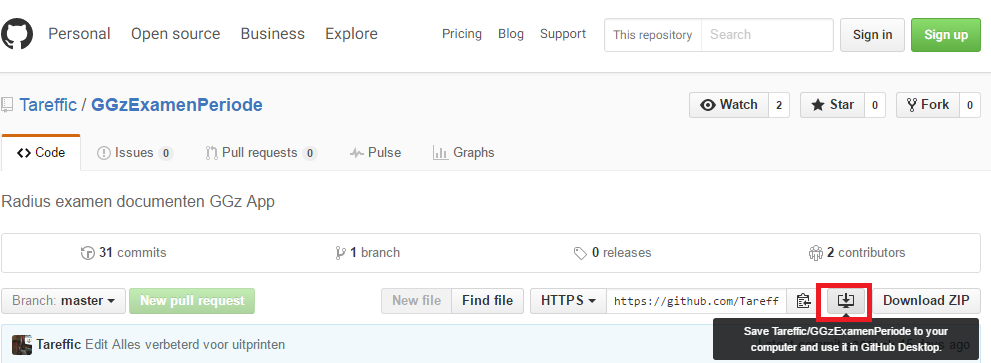 Personal Open source Business Explore Pricing Blog Support This repository Search Sign in Sign up
Tareffic / GGzExamenPeriode Watch 2 Star 0 Fork 0
Code Issues 0 Pull requests 0 Pulse Graphs
Radius examen documenten GGz App
31 commits 1 branch 0 releases 2 contributors
Branch: master New pull request New file Find file HTTPS https://github.com/Tareff Download ZIP
Tareffic Edit Alles verbeterd voor uitprinten
Save Tareffic/GGzExamenPeriode to your
computer and use it in GitHub Desktop.
ago